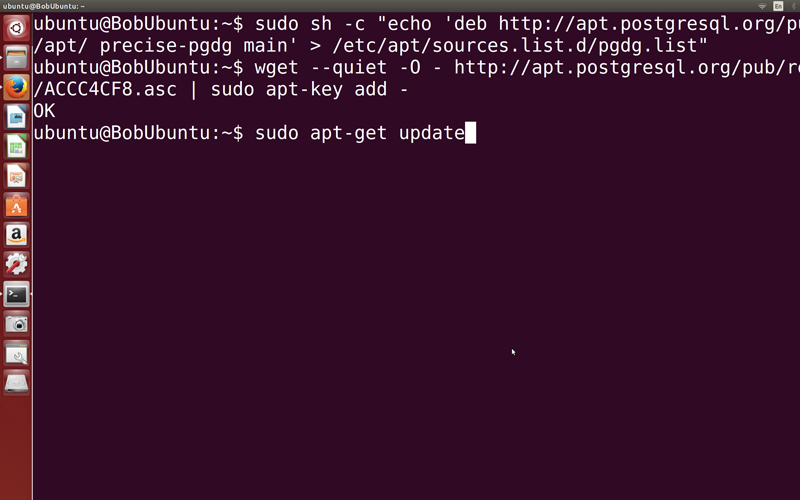 ubuntu@BobUbuntu: ~
En
ubuntu@BobUbuntu:~$ sudo sh -c "echo 'deb http://apt.postgresql.org/pu
/apt/ precise-pgdg main' > /etc/apt/sources.list.d/pgdg.list"
ubuntu@BobUbuntu:~$ wget --quiet -O - http://apt.postgresql.org/pub/re
/ACCC4CF8.asc | sudo apt-key add -
OK
ubuntu@BobUbuntu:~$ sudo apt-get update
a